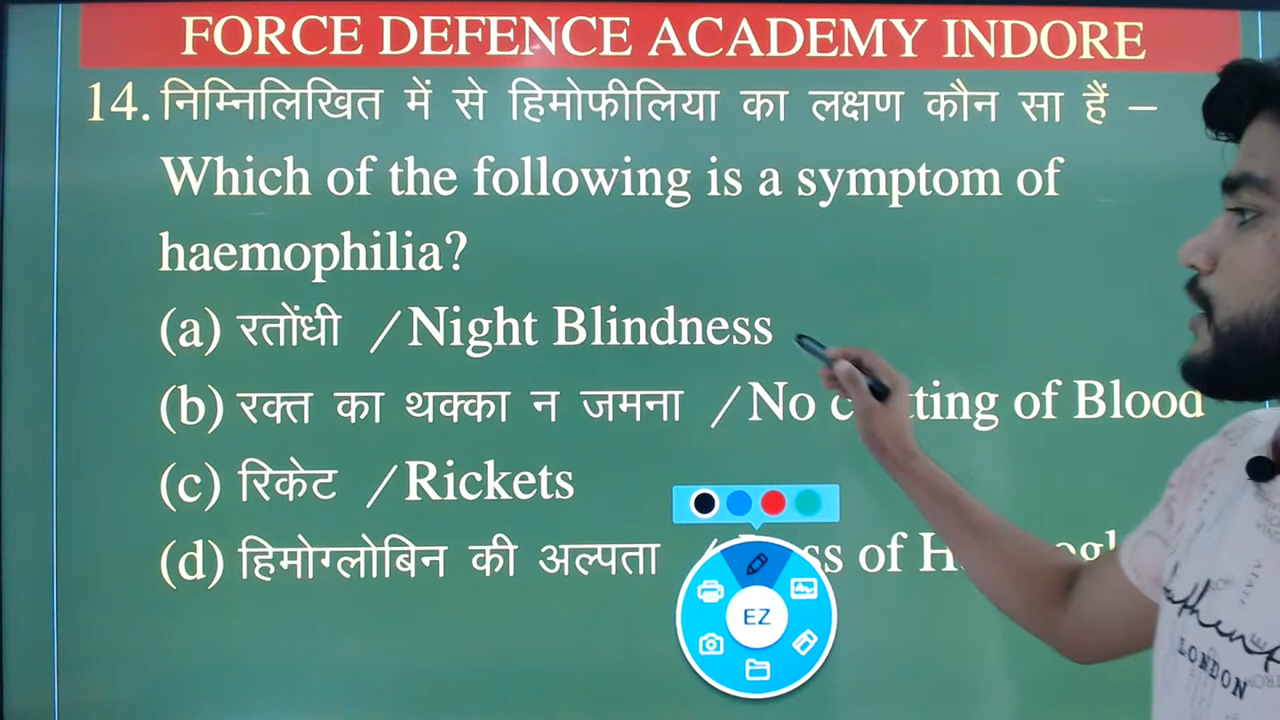 FORCE DEFENCE ACADEMY INDORE
14. निम्निलिखित में से हिमोफीलिया का लक्षण कौन सा हैं –
Which of the following is a symptom of
haemophilia?
(a) रतोंधी / Night Blindness
(b) रक्त का थक्का न जमना / No of Blood
(c) रिकेट / Rickets
(d) हिमोग्लोबिन की अल्पता / of
EZ
LONDON